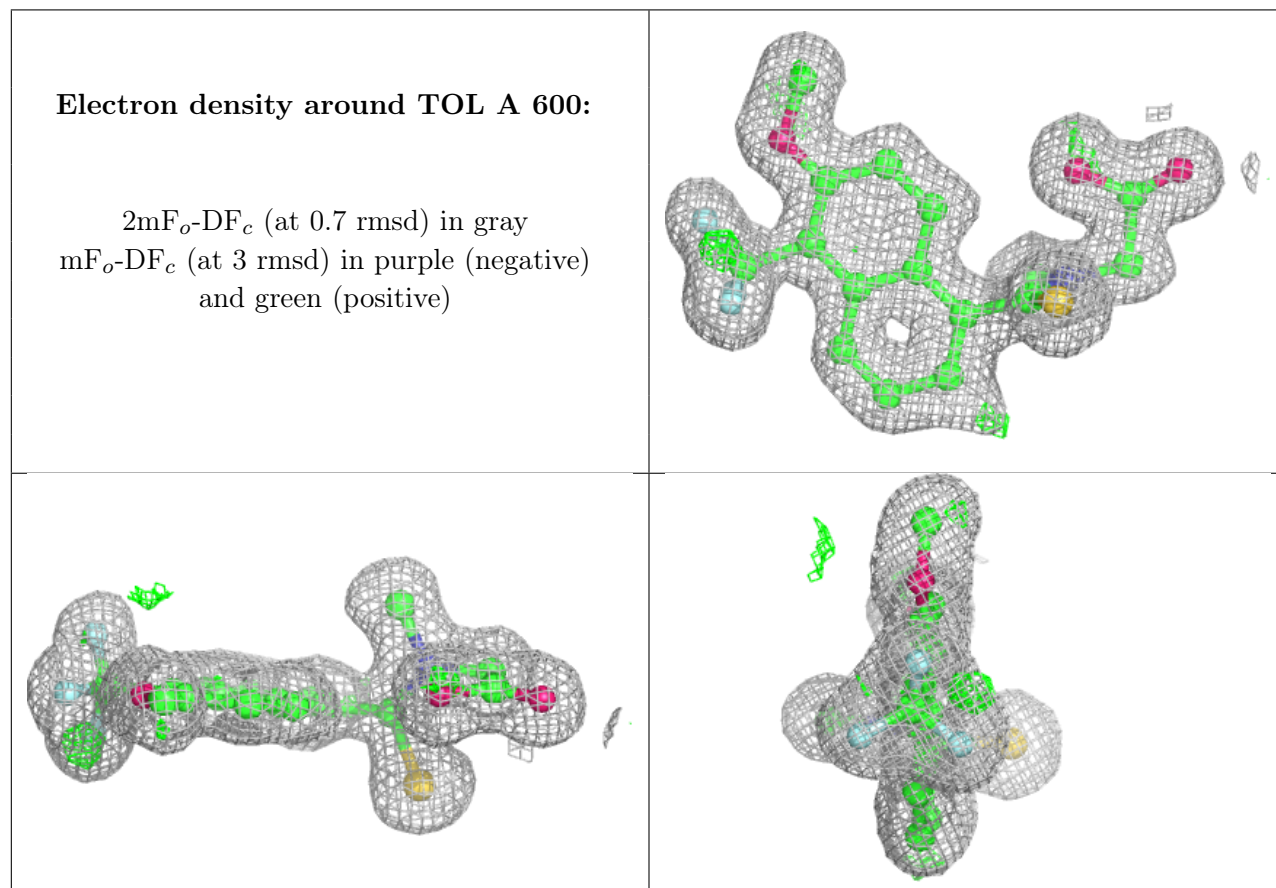 Electron density around TOL A 600:
2mFo-DFc (at 0.7 rmsd) in gray
mFo-DFc (at 3 rmsd) in purple (negative)
and green (positive)